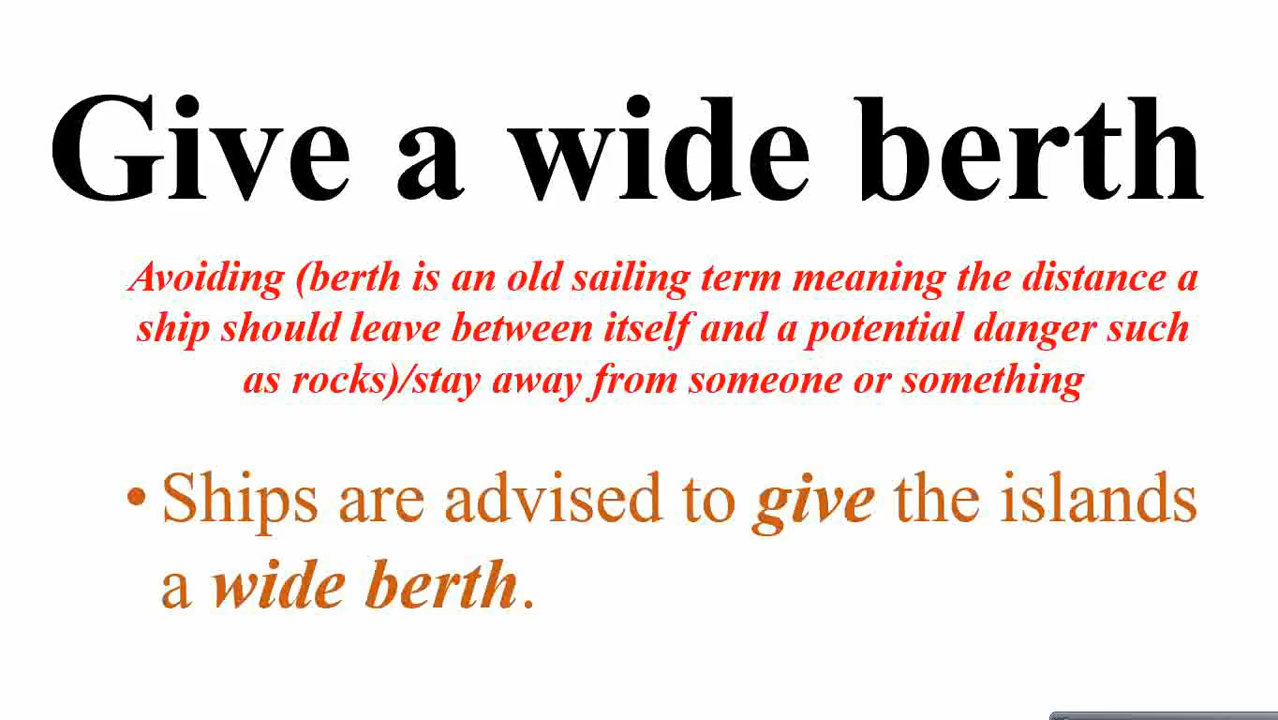 Give a wide berth
Avoiding (berth is an old sailing term meaning the distance a
ship should leave between itself and a potential danger such
as rocks)/stay away from someone or something
• Ships are advised to give the islands
a wide berth.